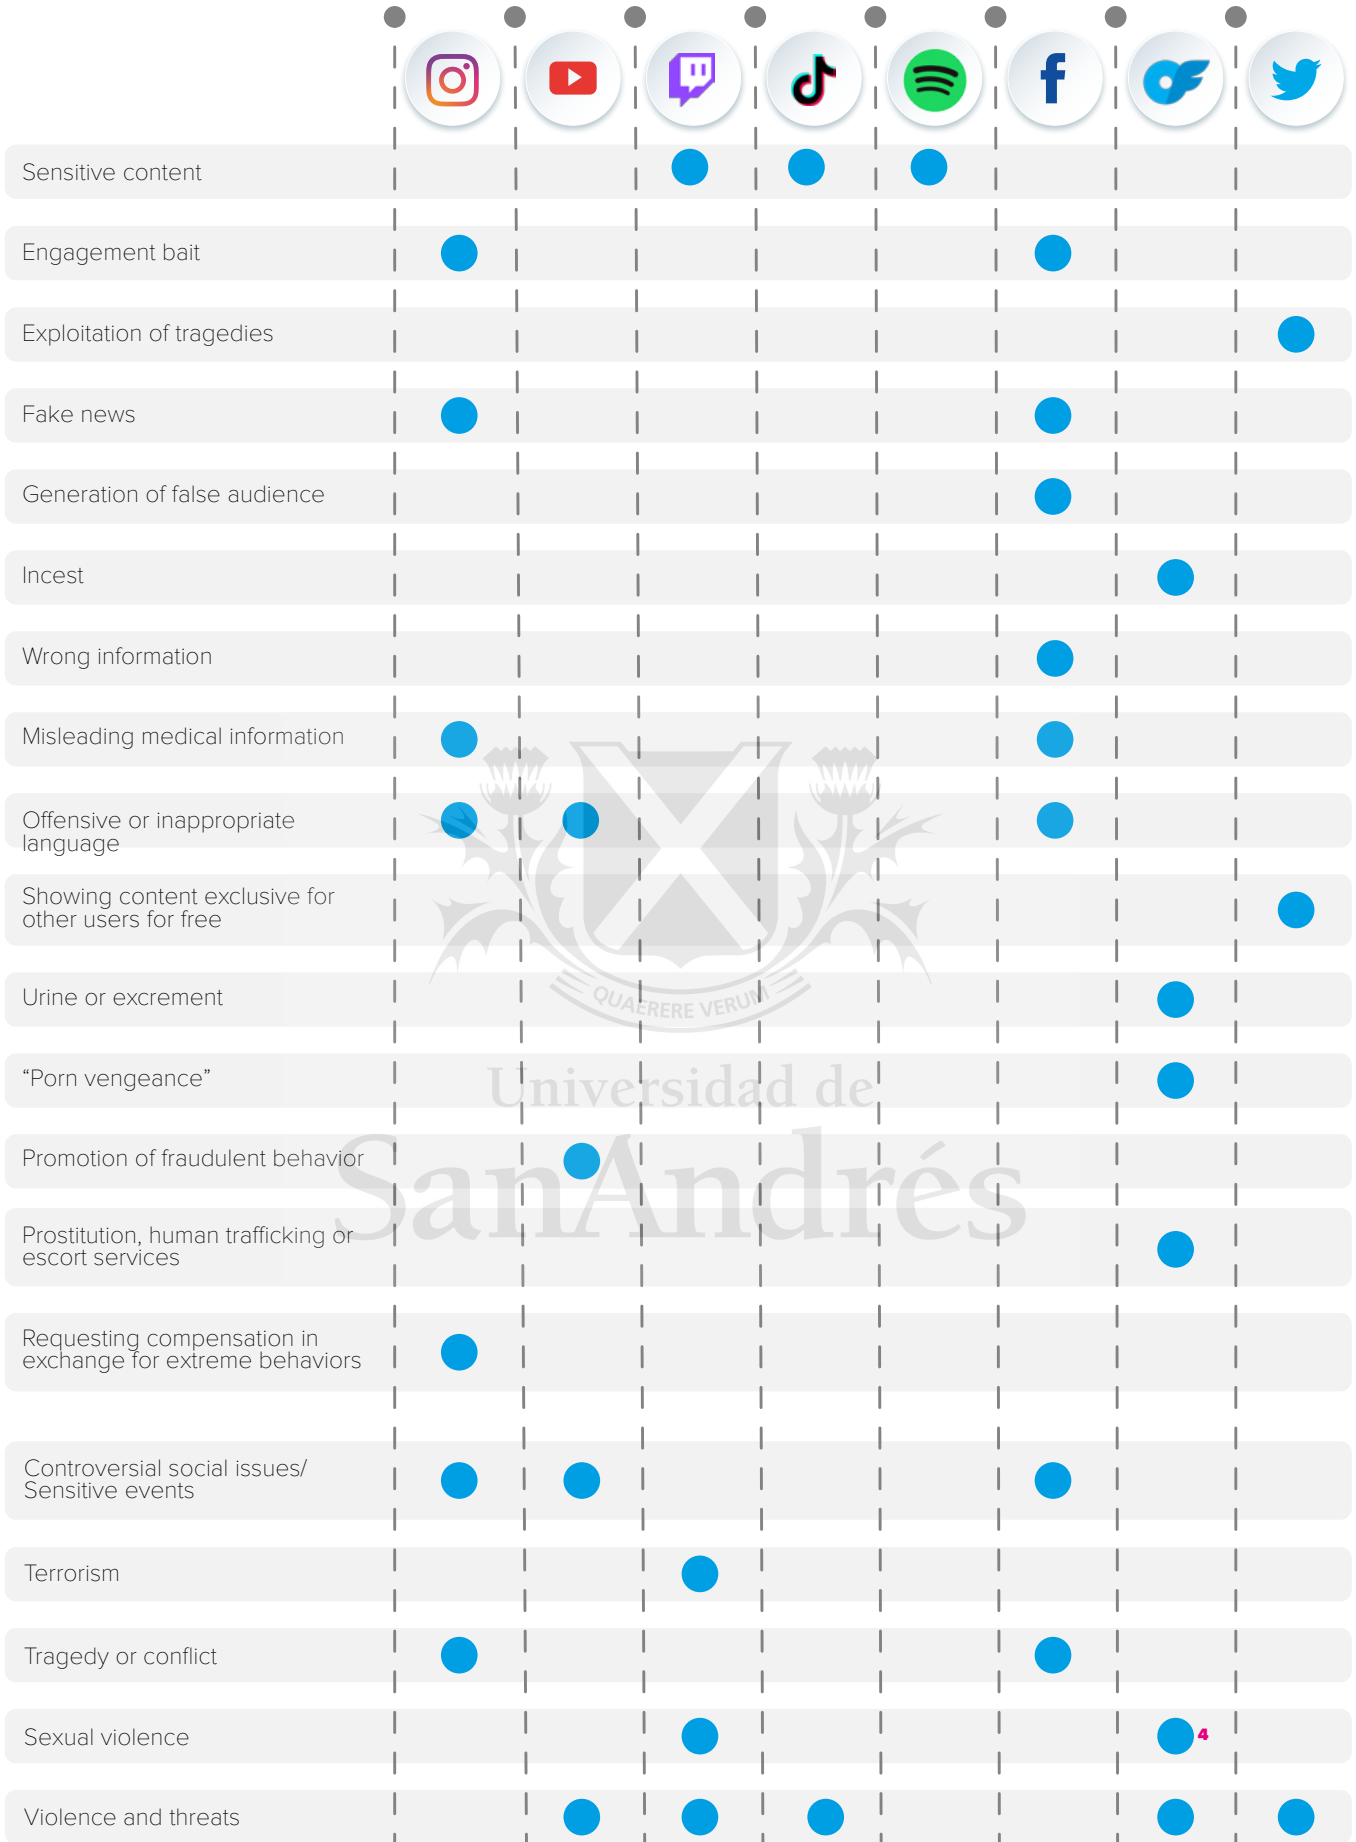 Sensitive content
Engagement bait
Exploitation of tragedies
Fake news
Generation of false audience
Incest
Wrong information
Misleading medical information
Offensive or inappropriate
language
Showing content exclusive for
other users for free
QUAERERE VERUM
Urine or excrement
Universidad de
“Porn vengeance”
SanAndrés
Promotion of fraudulent behavior
Prostitution, human trafficking or
escort services
Requesting compensation in
exchange for extreme behaviors
Controversial social issues/
Sensitive events
Terrorism
Tragedy or conflict
Sexual violence
4
Violence and threats